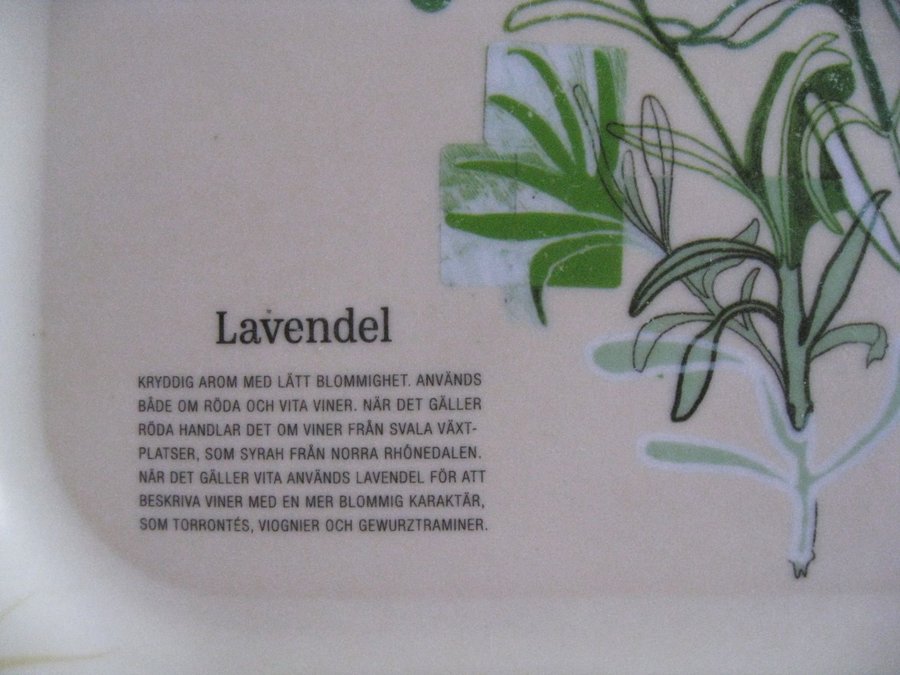 Lavendel
KRYDDIG AROM MED LÄTT BLOMMIGHET. ANVÄNDS
BÅDE OM RÖDA OCH VITA VINER. NÄR DET GÄLLER
RÖDA HANDLAR DET OM VINER FRÅN SVALA VÄXT-
PLATSER, SOM SYRAH FRÅN NORRA RHÔNEDALEN.
NÄR DET GÄLLER VITA ANVÄNDS LAVENDEL FÖR ATT
BESKRIVA VINER MED EN MER BLOMMIG KARAKTÄR,
SOM TORRONTÉS, VIOGNIER OCH GEWURZTRAMINER.